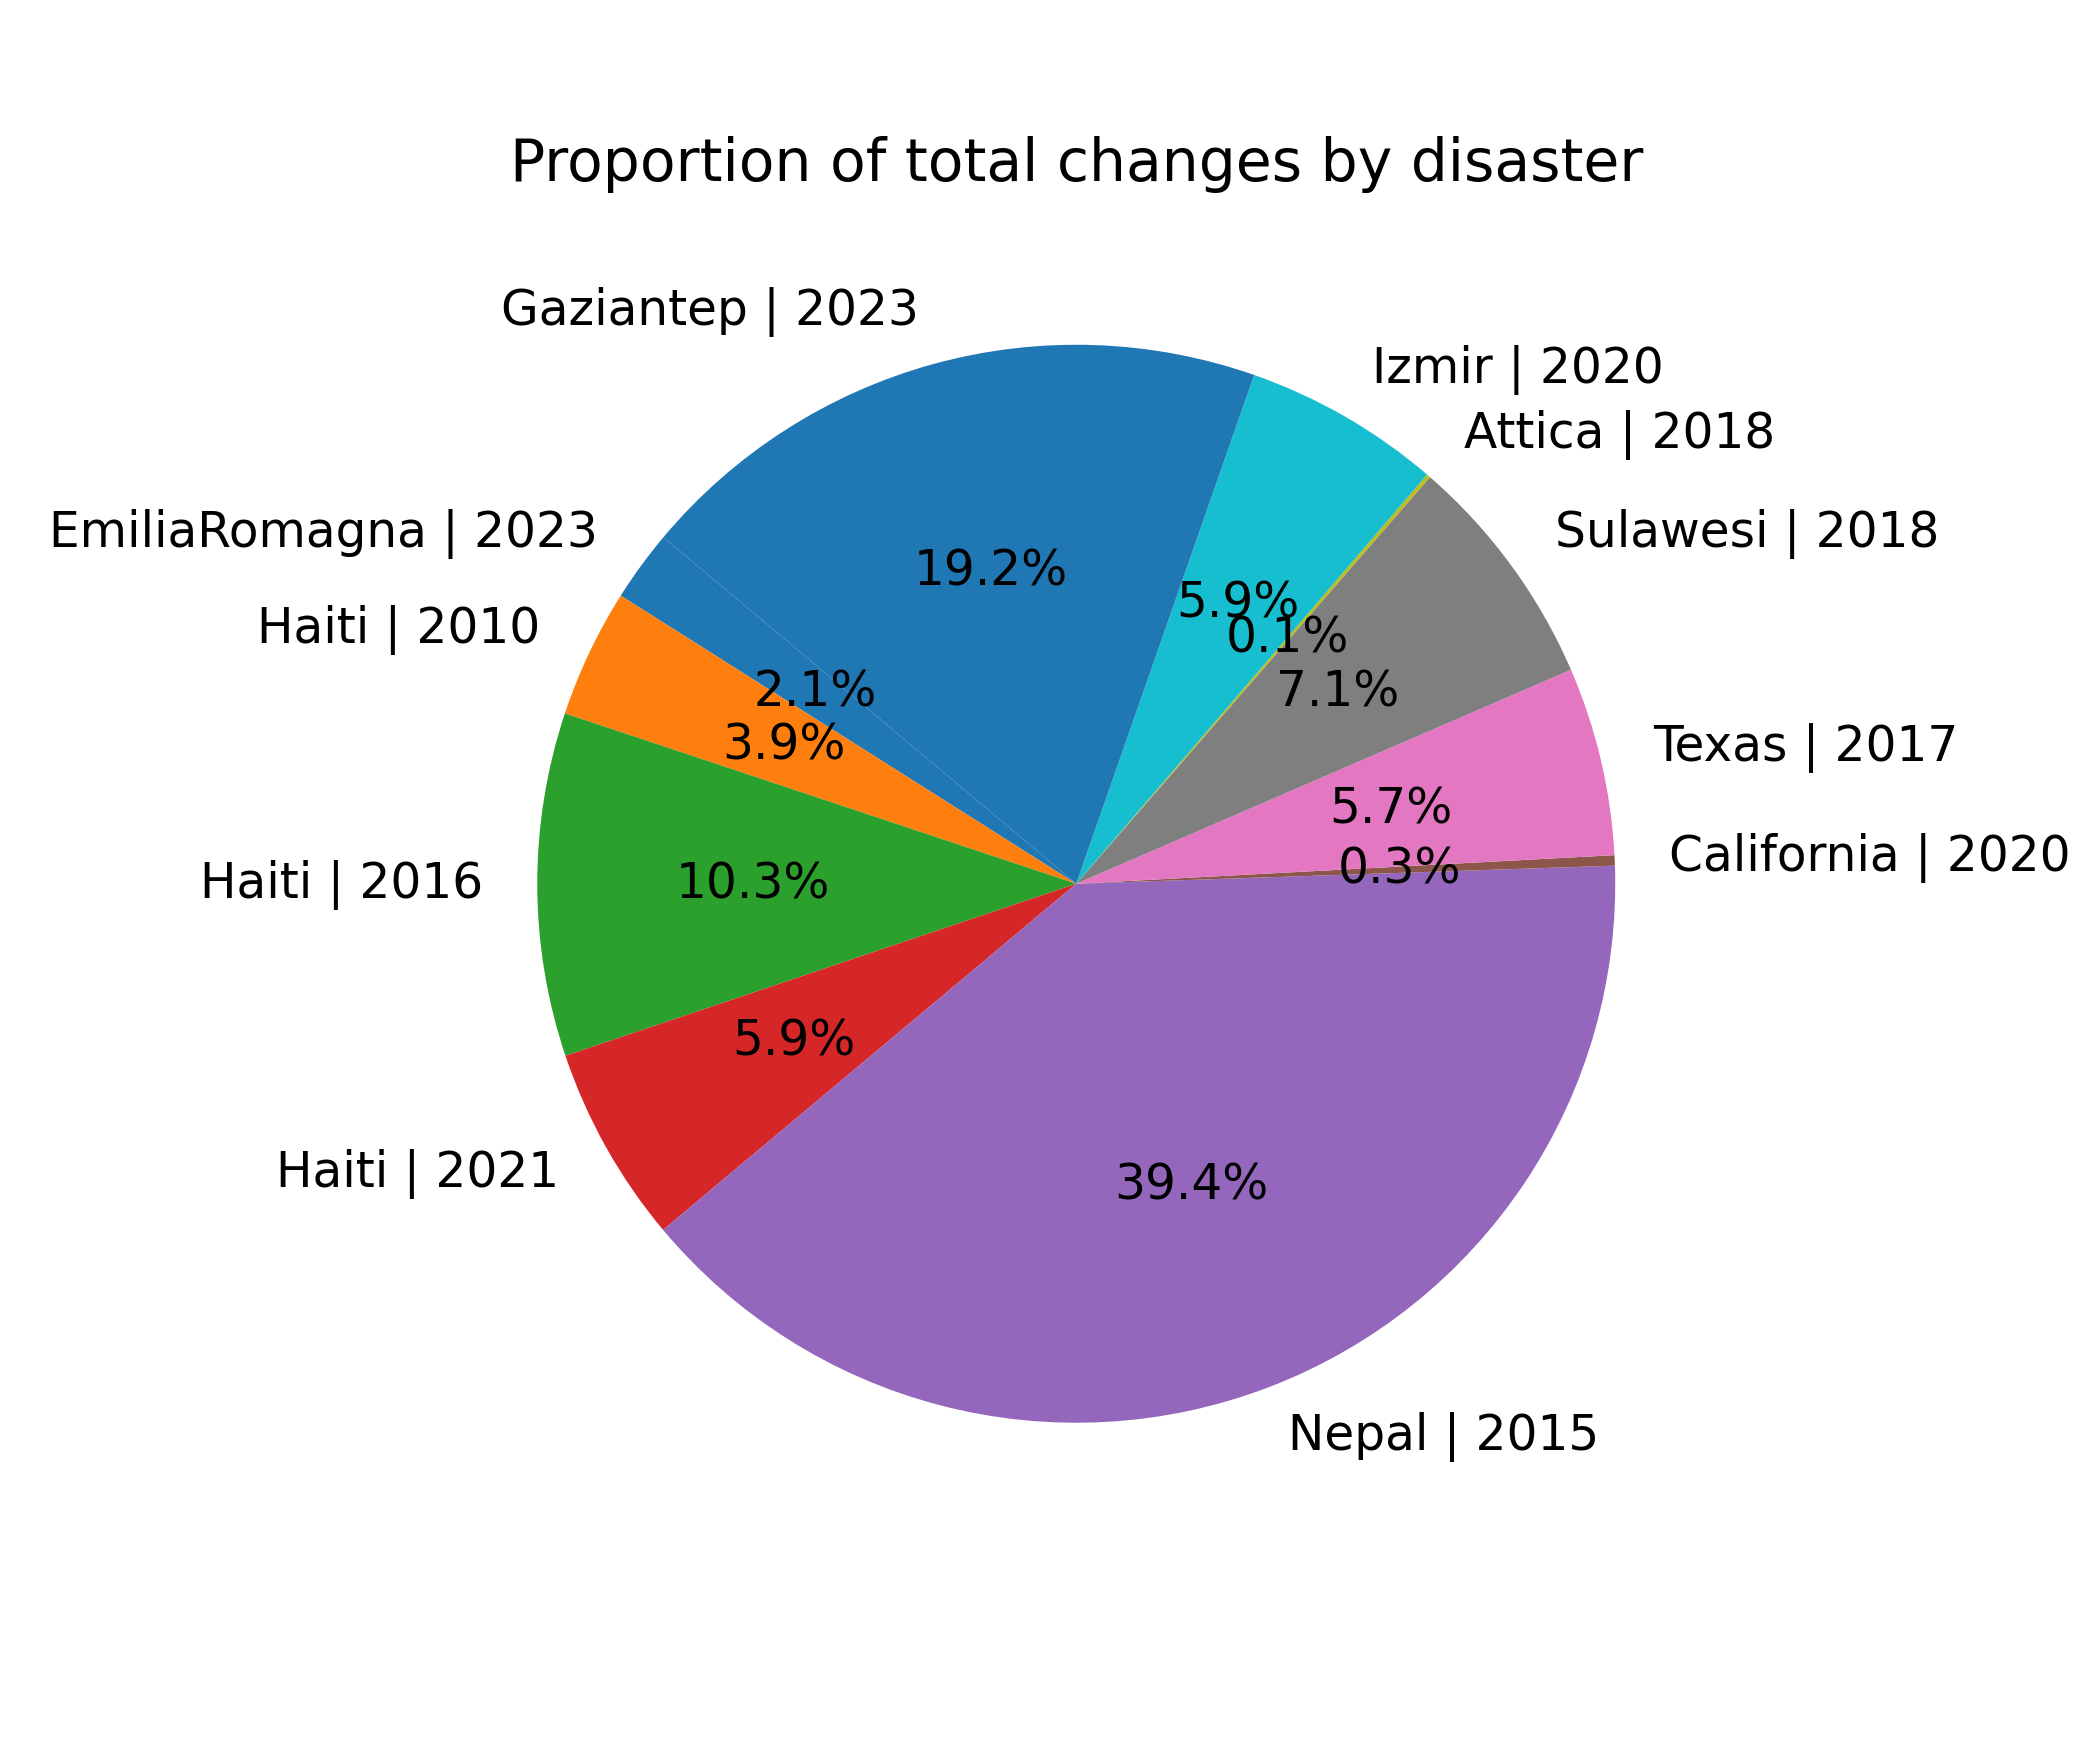 Proportion of total changes by disaster
Gaziantep | 2023
Izmir | 2020
Attica | 2018
EmiliaRomagna | 2023
Sulawesi | 2018
19.2%
5.9%
Haiti | 2010
0.1%
2.1%
7.1%
3.9%
Texas | 2017
5.7%
California | 2020
0.3%
Haiti | 2016
10.3%
5.9%
Haiti | 2021
39.4%
Nepal | 2015